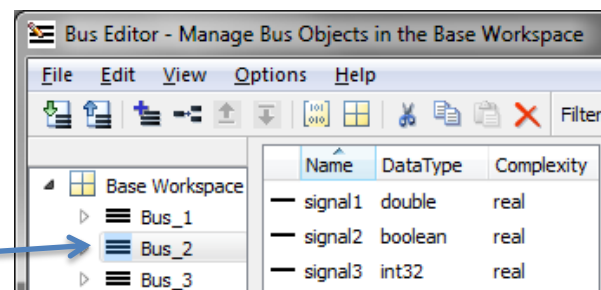 Bus Editor - Manage Bus Objects in the Base Workspace
File Edit View Options Help
Filter
Name DataType Complexity
Base Workspace
signal1 double real
Bus_1
signal2 boolean real
Bus_2
signal3 int32 real
Bus_3